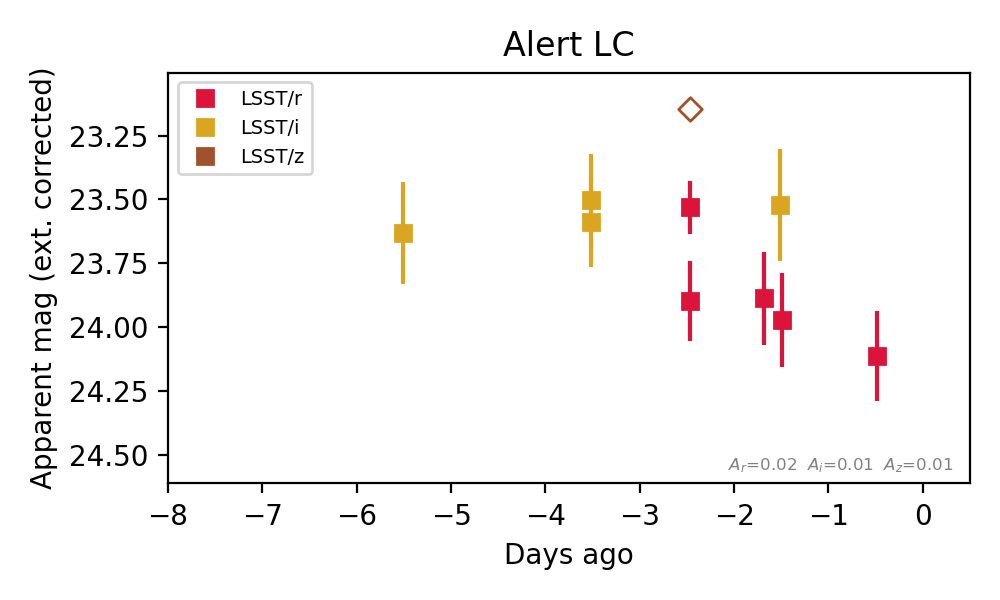 Alert LC
Apparent mag (ext. corrected)
LSST/r
LSST/i
LSST/z
23.25
23.50
23.75
24.00
24.25
24.50
A_r=0.02 A_i=0.01 A_z=0.01
−8 −7 −6 −5 −4 −3 −2 −1 0
Days ago